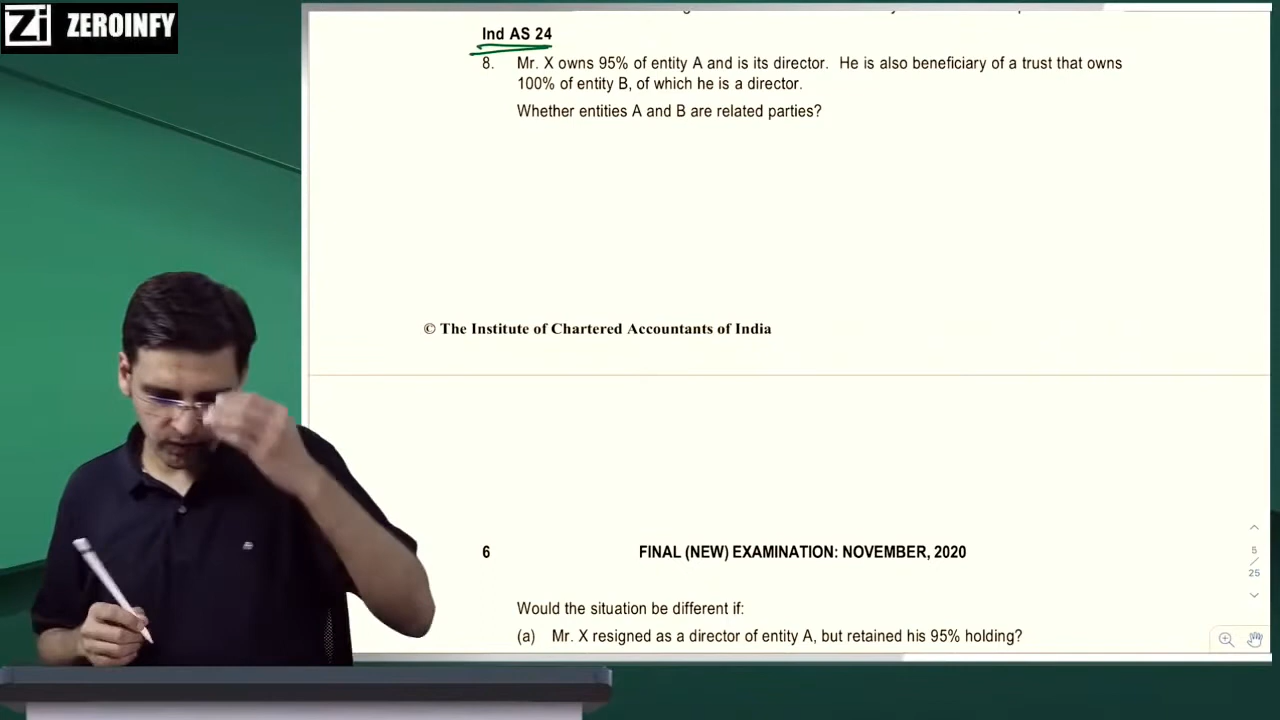 Zi ZEROINFY
Ind AS 24
8. Mr. X owns 95% of entity A and is its director. He is also beneficiary of a trust that owns
100% of entity B, of which he is a director.
Whether entities A and B are related parties?
© The Institute of Chartered Accountants of India
6 FINAL (NEW) EXAMINATION: NOVEMBER, 2020
5
/
25
Would the situation be different if:
(a) Mr. X resigned as a director of entity A, but retained his 95% holding?